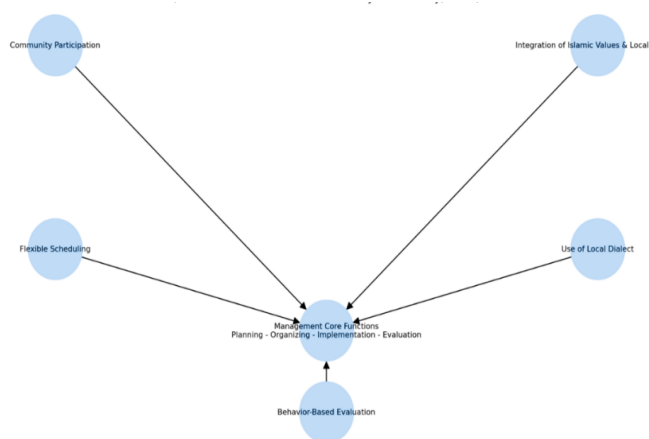 Community Participation
Integration of Islamic Values & Local
Flexible Scheduling
Use of Local Dialect
Management Core Functions
Planning - Organizing - Implementation - Evaluation
Behavior-Based Evaluation